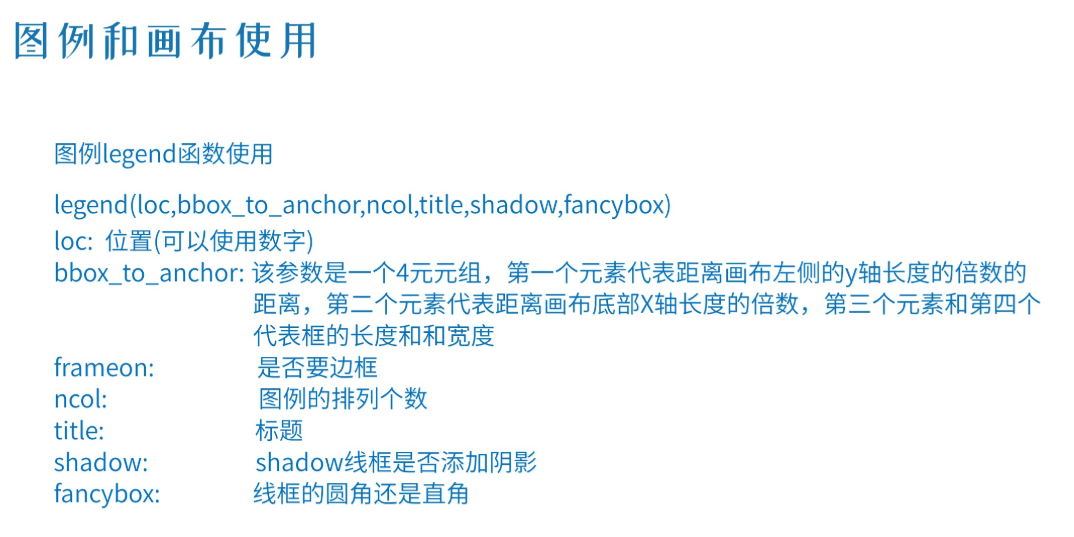 图例和画布使用
图例legend函数使用
legend(loc,bbox_to_anchor,ncol,title,shadow,fancybox)
loc: 位置(可以使用数字)
bbox_to_anchor: 该参数是一个4元元组，第一个元素代表距离画布左侧的y轴长度的倍数的
距离，第二个元素代表距离画布底部X轴长度的倍数，第三个元素和第四个
代表框的长度和和宽度
frameon: 是否要边框
ncol: 图例的排列个数
title: 标题
shadow: shadow线框是否添加阴影
fancybox: 线框的圆角还是直角